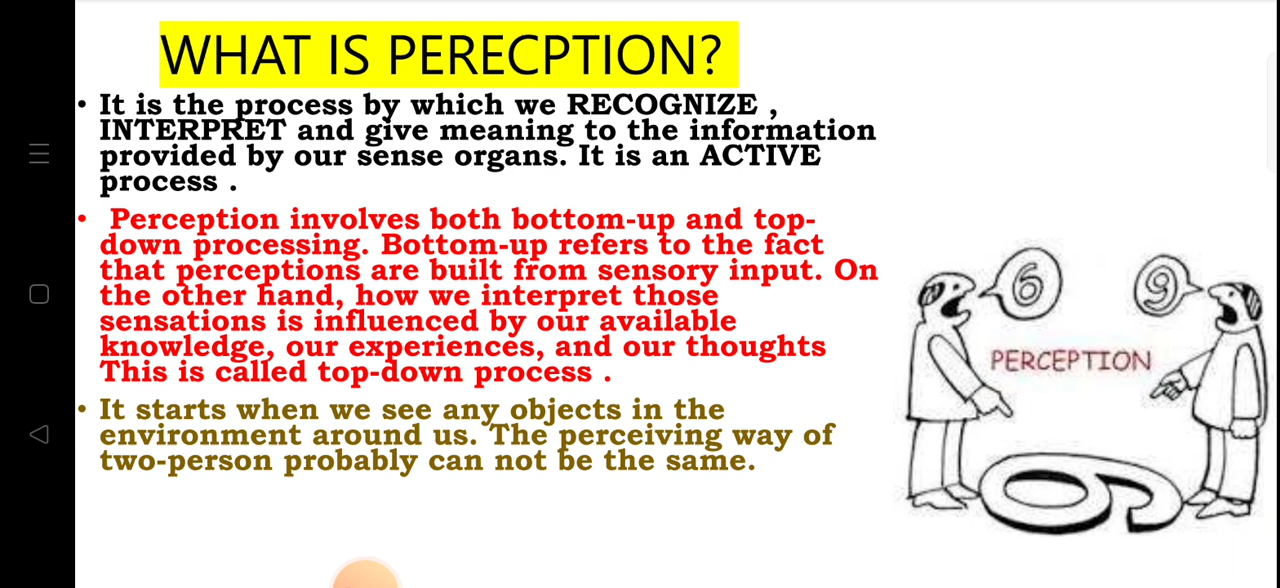 WHAT IS PERECPTION?
• It is the process by which we RECOGNIZE ,
INTERPRET and give meaning to the information
provided by our sense organs. It is an ACTIVE
process .
• Perception involves both bottom-up and top-
down processing. Bottom-up refers to the fact
that perceptions are built from sensory input. On
the other hand, how we interpret those
sensations is influenced by our available
knowledge, our experiences, and our thoughts
This is called top-down process .
• It starts when we see any objects in the
environment around us. The perceiving way of
two-person probably can not be the same.
6
9
PERCEPTION
6